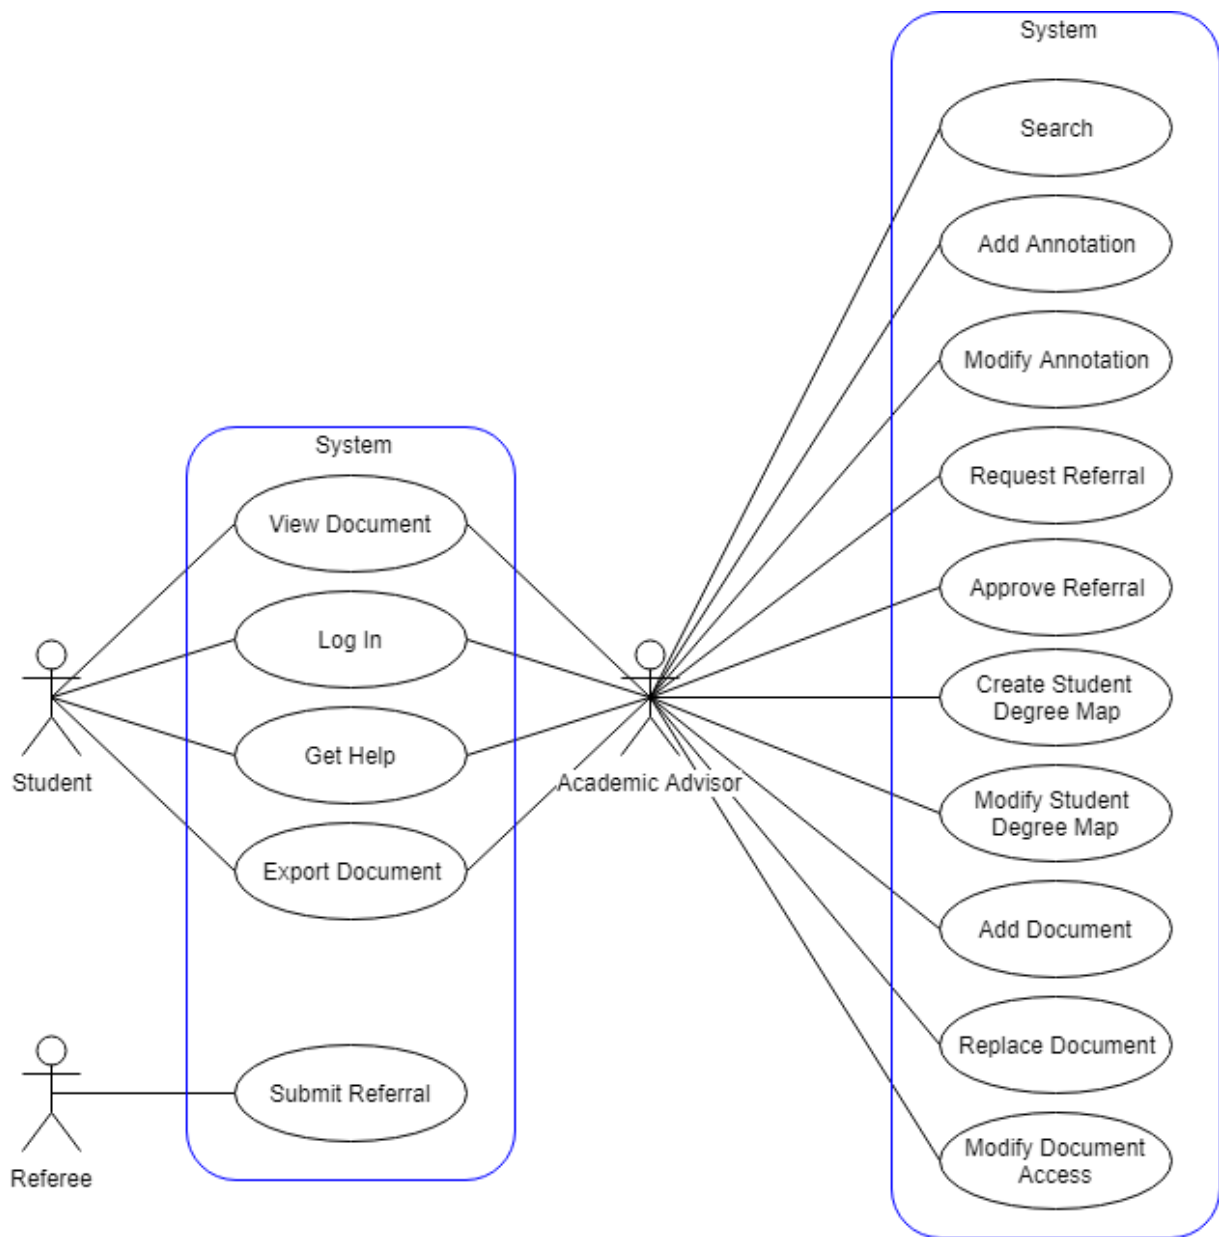 System
View Document
Log In
Get Help
Export Document
Submit Referral
Student
Referee
Academic Advisor
System
Search
Add Annotation
Modify Annotation
Request Referral
Approve Referral
Create Student
Degree Map
Modify Student
Degree Map
Add Document
Replace Document
Modify Document
Access